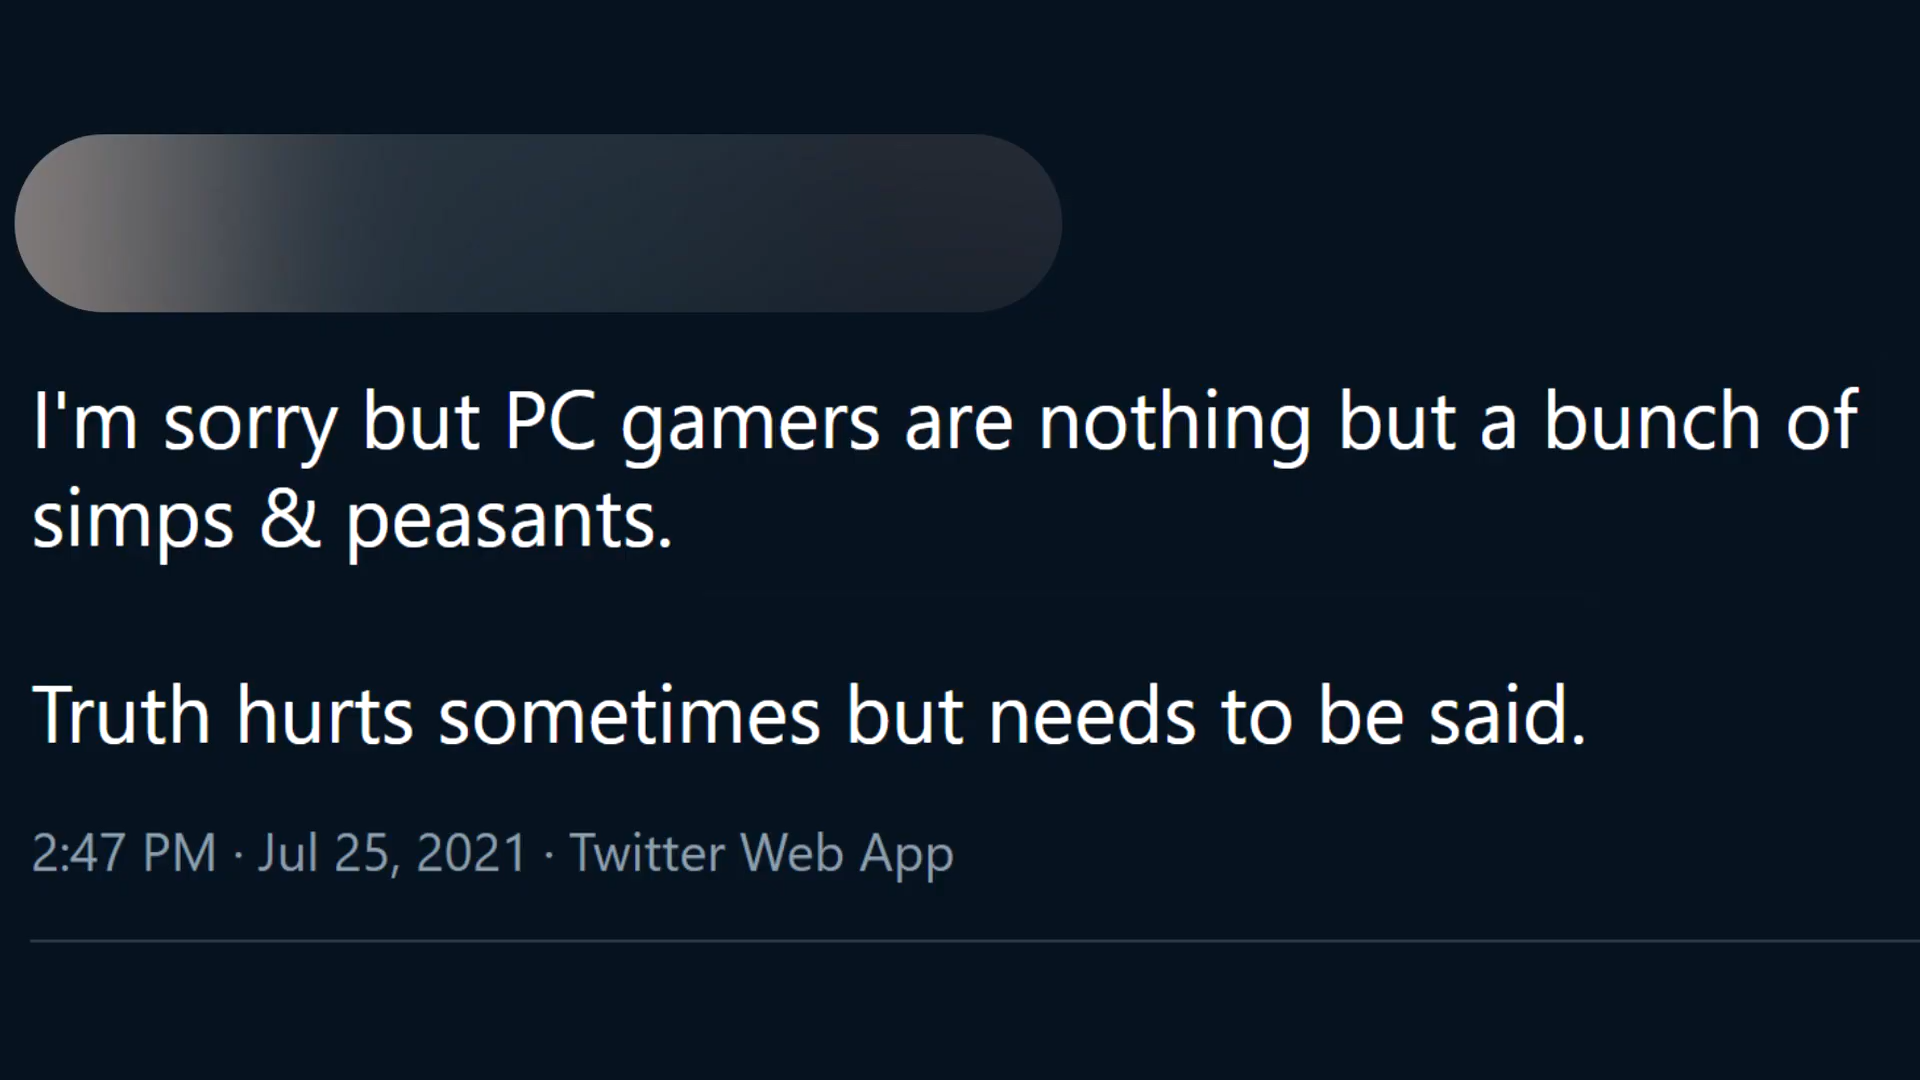 I'm sorry but PC gamers are nothing but a bunch of
simps & peasants.
Truth hurts sometimes but needs to be said.
2:47 PM · Jul 25, 2021 · Twitter Web App